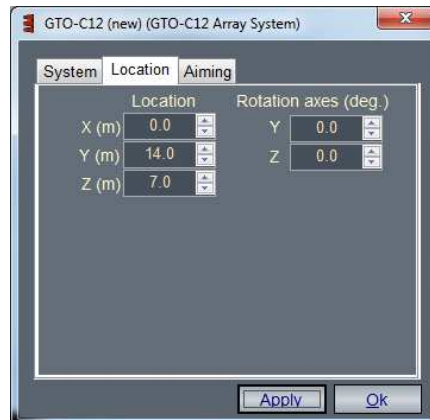 GTO-C12 (new) (GTO-C12 Array System)
System Location Aiming
Location Rotation axes (deg.)
X (m) 0.0 Y 0.0
Y (m) 14.0 Z 0.0
Z (m) 7.0
Apply Ok